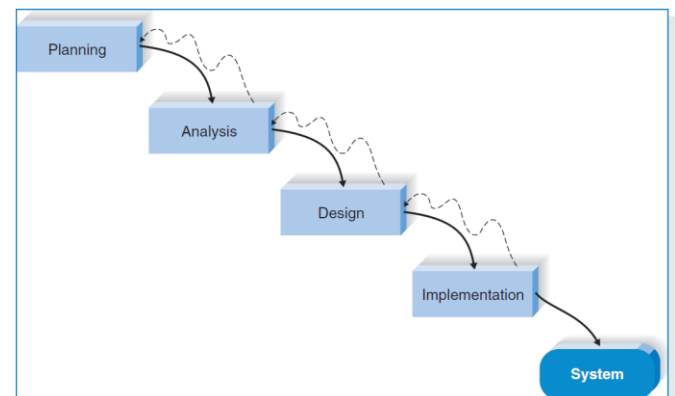 Planning
Analysis
Design
Implementation
System